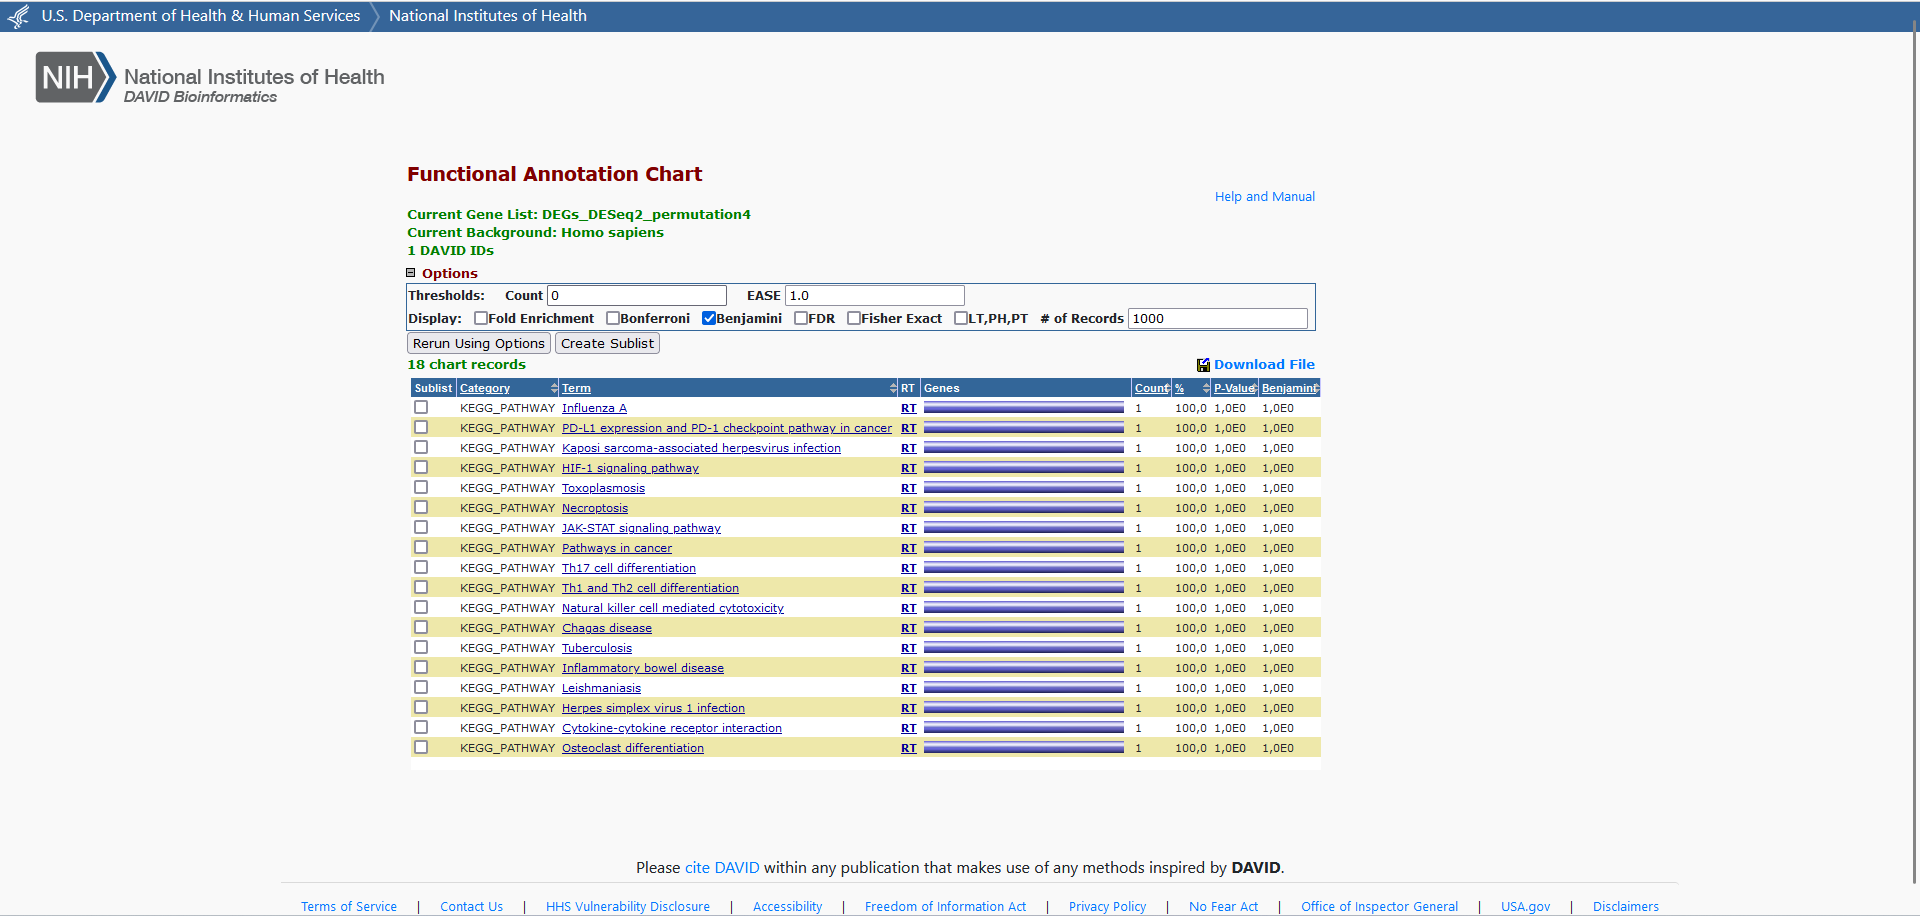 U.S. Department of Health & Human Services National Institutes of Health
NIH National Institutes of Health
DAVID Bioinformatics
Functional Annotation Chart
Help and Manual
Current Gene List: DEGs_DESeq2_permutation4
Current Background: Homo sapiens
1 DAVID IDs
Options
Thresholds: Count 0 EASE 1.0
Display: Fold Enrichment Bonferroni Benjamini FDR Fisher Exact LT,PH,PT # of Records 1000
Rerun Using Options Create Sublist
18 chart records Download File
Sublist Category Term RT Genes Count % P-Value Benjamini
KEGG_PATHWAY Influenza A RT 1 100,0 1,0E0 1,0E0
KEGG_PATHWAY PD-L1 expression and PD-1 checkpoint pathway in cancer RT 1 100,0 1,0E0 1,0E0
KEGG_PATHWAY Kaposi sarcoma-associated herpesvirus infection RT 1 100,0 1,0E0 1,0E0
KEGG_PATHWAY HIF-1 signaling pathway RT 1 100,0 1,0E0 1,0E0
KEGG_PATHWAY Toxoplasmosis RT 1 100,0 1,0E0 1,0E0
KEGG_PATHWAY Necroptosis RT 1 100,0 1,0E0 1,0E0
KEGG_PATHWAY JAK-STAT signaling pathway RT 1 100,0 1,0E0 1,0E0
KEGG_PATHWAY Pathways in cancer RT 1 100,0 1,0E0 1,0E0
KEGG_PATHWAY Th17 cell differentiation RT 1 100,0 1,0E0 1,0E0
KEGG_PATHWAY Th1 and Th2 cell differentiation RT 1 100,0 1,0E0 1,0E0
KEGG_PATHWAY Natural killer cell mediated cytotoxicity RT 1 100,0 1,0E0 1,0E0
KEGG_PATHWAY Chagas disease RT 1 100,0 1,0E0 1,0E0
KEGG_PATHWAY Tuberculosis RT 1 100,0 1,0E0 1,0E0
KEGG_PATHWAY Inflammatory bowel disease RT 1 100,0 1,0E0 1,0E0
KEGG_PATHWAY Leishmaniasis RT 1 100,0 1,0E0 1,0E0
KEGG_PATHWAY Herpes simplex virus 1 infection RT 1 100,0 1,0E0 1,0E0
KEGG_PATHWAY Cytokine-cytokine receptor interaction RT 1 100,0 1,0E0 1,0E0
KEGG_PATHWAY Osteoclast differentiation RT 1 100,0 1,0E0 1,0E0
Please cite DAVID within any publication that makes use of any methods inspired by DAVID.
Terms of Service | Contact Us | HHS Vulnerability Disclosure | Accessibility | Freedom of Information Act | Privacy Policy | No Fear Act | Office of Inspector General | USA.gov | Disclaimers